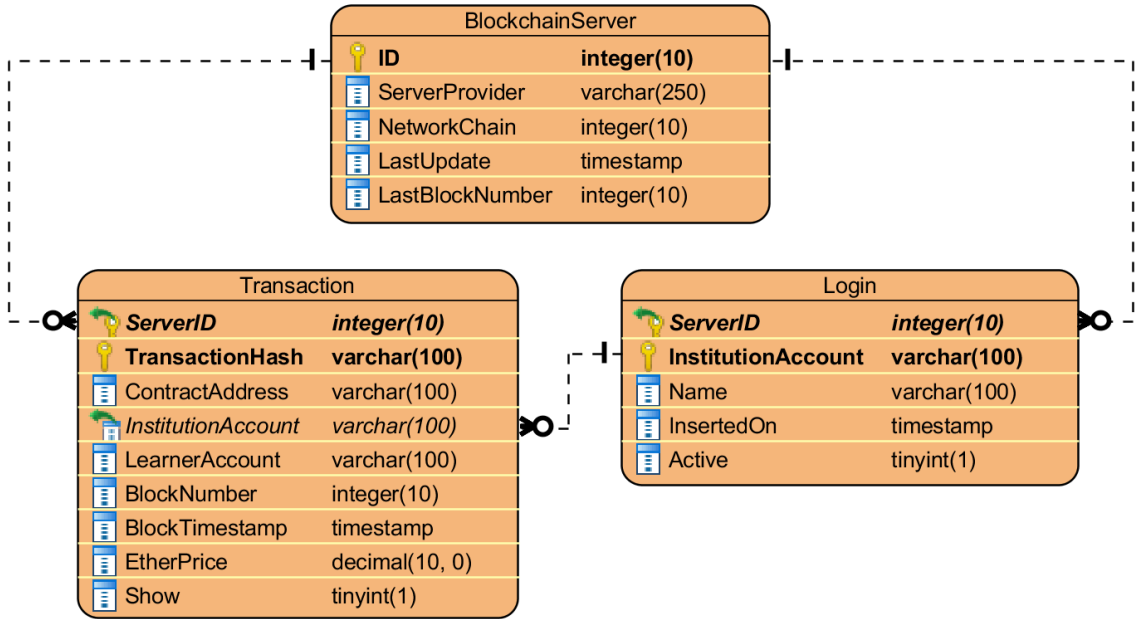 BlockchainServer
ID integer(10)
ServerProvider varchar(250)
NetworkChain integer(10)
LastUpdate timestamp
LastBlockNumber integer(10)
Transaction
ServerID integer(10)
TransactionHash varchar(100)
ContractAddress varchar(100)
InstitutionAccount varchar(100)
LearnerAccount varchar(100)
BlockNumber integer(10)
BlockTimestamp timestamp
EtherPrice decimal(10, 0)
Show tinyint(1)
Login
ServerID integer(10)
InstitutionAccount varchar(100)
Name varchar(100)
InsertedOn timestamp
Active tinyint(1)